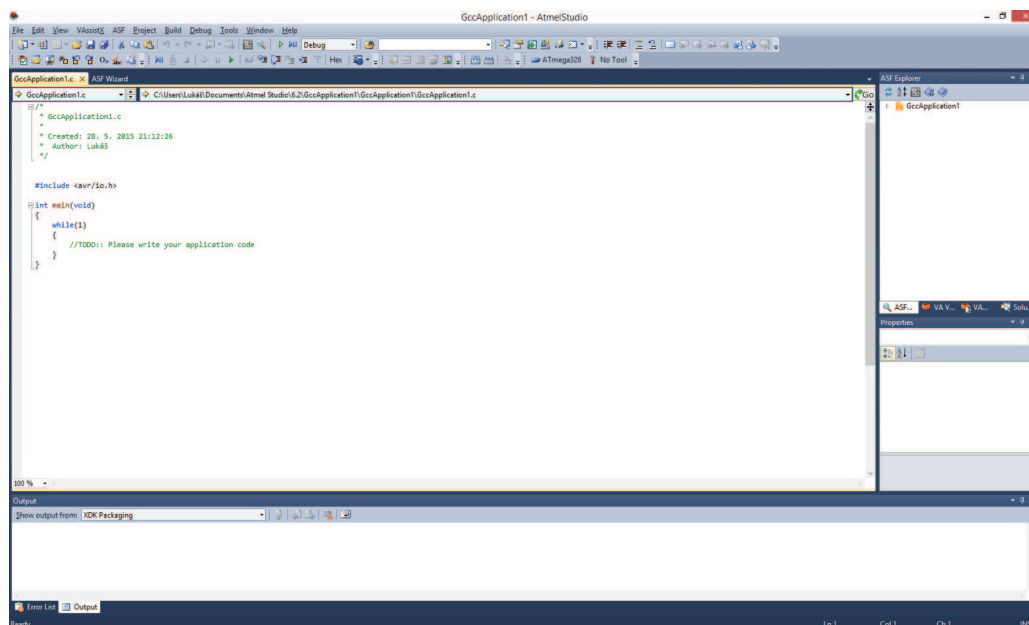 GccApplication1 - AtmelStudio
File Edit View VAssistX ASF Project Build Debug Tools Window Help
Debug
Hex ATmega328 No Tool
GccApplication1.c ASF Wizard
GccApplication1.c C:\Users\Lukáš\Documents\Atmel Studio\6.2\GccApplication1\GccApplication1\GccApplication1.c Go
/*
* GccApplication1.c
*
* Created: 28. 5. 2015 21:12:26
* Author: Lukáš
*/
#include <avr/io.h>
int main(void)
{
while(1)
{
//TODO:: Please write your application code
}
}
100 %
ASF Explorer
GccApplication1
ASF... VA V... VA... Solu
Properties
Output
Show output from: XDK Packaging
Error List Output
Ready Ln 1 Col 1 Ch 1 IN